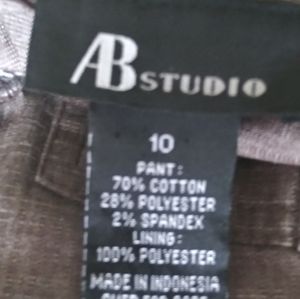 AB STUDIO
10
PANT:
70% COTTON
28% POLYESTER
2% SPANDEX
LINING:
100% POLYESTER
MADE IN INDONESIA